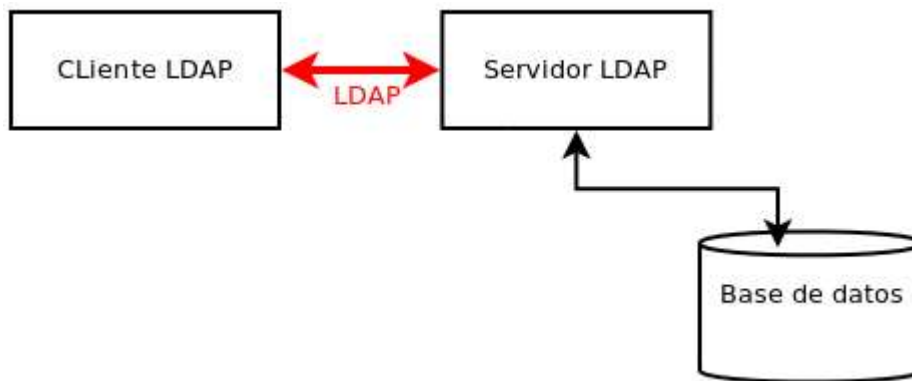 CLiente LDAP
Servidor LDAP
LDAP
Base de datos